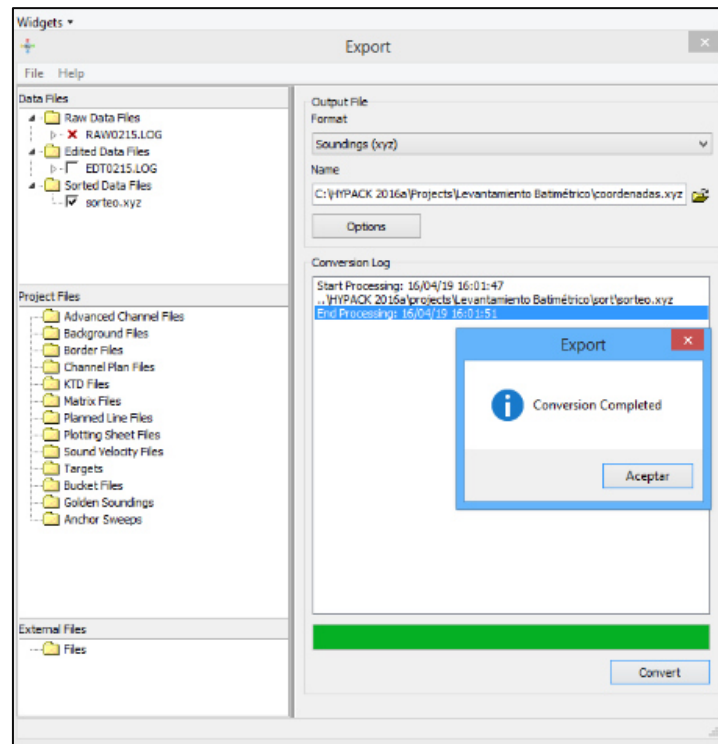 Widgets
Export
File Help
Data Files
Raw Data Files
RAW0215.LOG
Edited Data Files
EDT0215.LOG
Sorted Data Files
sorteo.xyz
Project Files
Advanced Channel Files
Background Files
Border Files
Channel Plan Files
KTD Files
Matrix Files
Planned Line Files
Plotting Sheet Files
Sound Velocity Files
Targets
Bucket Files
Golden Soundings
Anchor Sweeps
External Files
Files
Output File
Format
Soundings (xyz)
Name
C:\HYPACK 2016a\Projects\Levantamiento Batimétrico\coordenadas.xyz
Options
Conversion Log
Start Processing: 16/04/19 16:01:47
..\HYPACK 2016a\projects\Levantamiento Batimétrico\sort\sorteo.xyz
End Processing: 16/04/19 16:01:51
Export
Conversion Completed
Aceptar
Convert